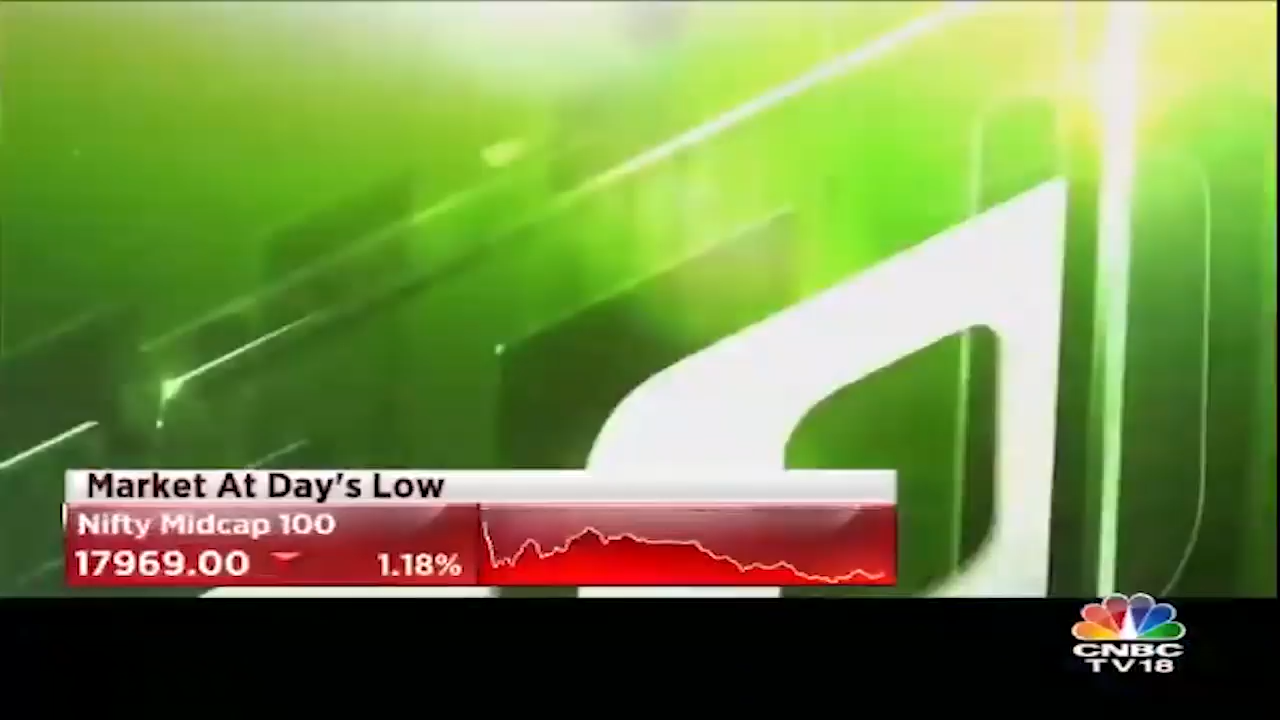 Market At Day's Low
Nifty Midcap 100
17969.00
1.18%
CNBC
TV18